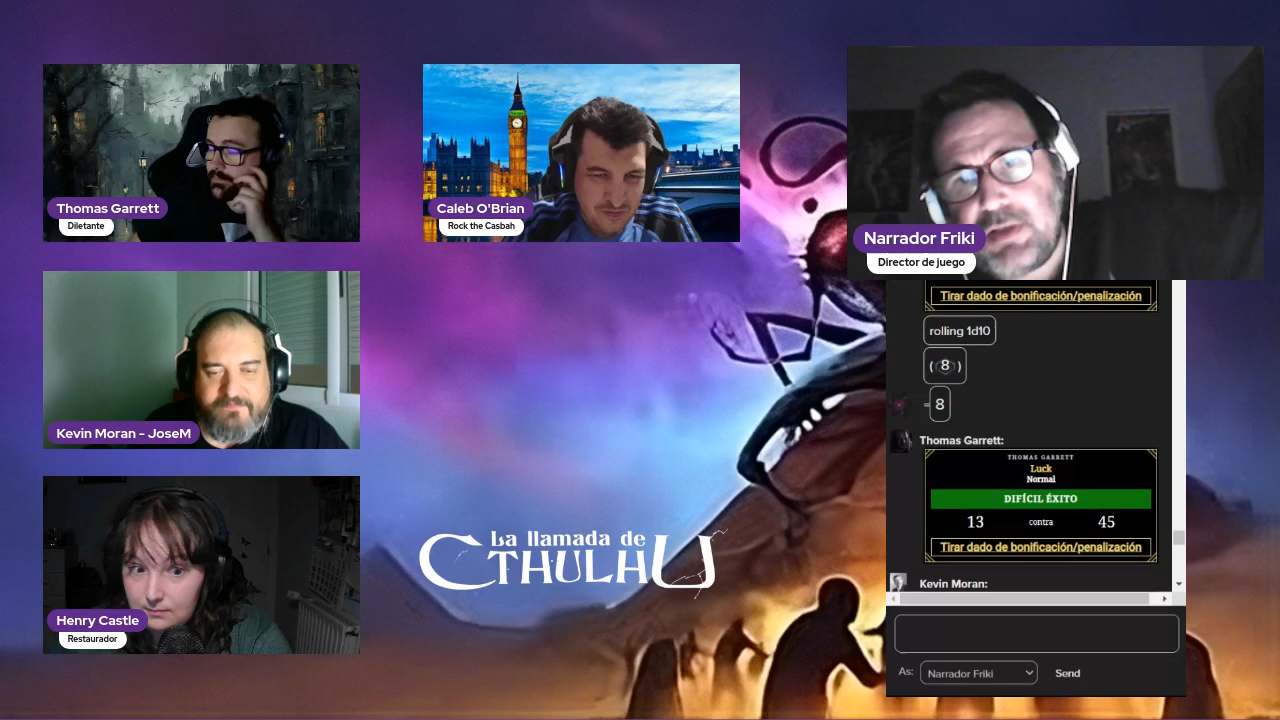 Thomas Garrett
Diletante
Caleb O'Brian
Rock the Casbah
Narrador Friki
Director de juego
Kevin Moran - JoseM
Henry Castle
Restaurador
La llamada de
CTHULHU
Tirar dado de bonificación/penalización
rolling 1d10
(8)
=8
Thomas Garrett:
THOMAS GARRETT
Luck
Normal
DIFÍCIL ÉXITO
13 contra 45
Tirar dado de bonificación/penalización
Kevin Moran:
As: Narrador Friki Send